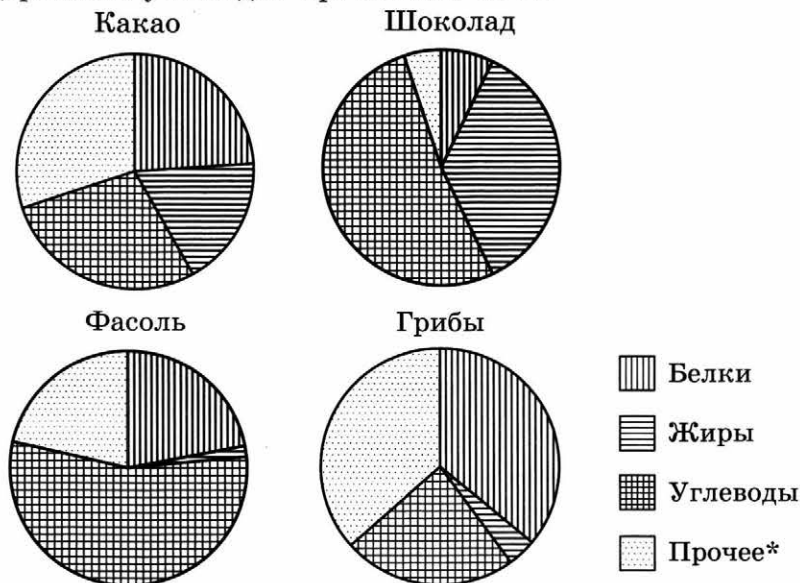 Какао
Шоколад
Фасоль
Грибы
Белки
Жиры
Углеводы
Прочее*